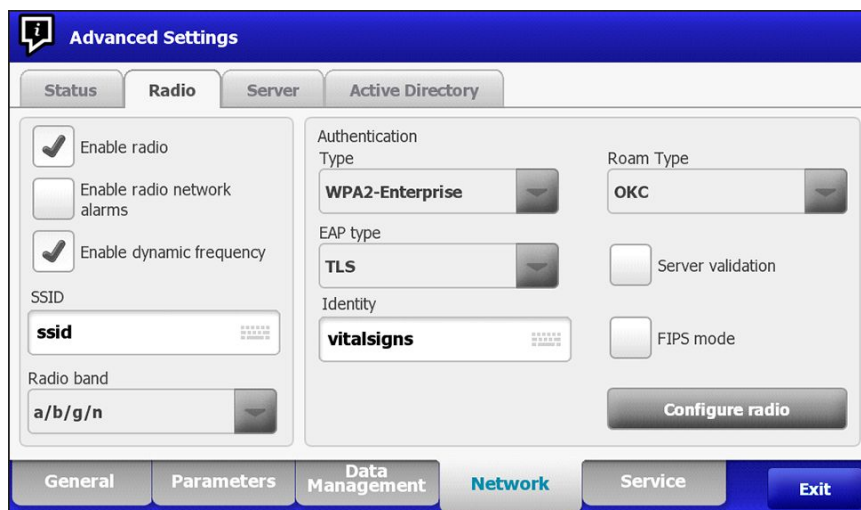 Advanced Settings
Status
Radio
Server
Active Directory
Enable radio
Enable radio network
alarms
Enable dynamic frequency
SSID
ssid
Radio band
a/b/g/n
Authentication
Type
WPA2-Enterprise
EAP type
TLS
Identity
vitalsigns
Roam Type
OKC
Server validation
FIPS mode
Configure radio
General
Parameters
Data
Management
Network
Service
Exit